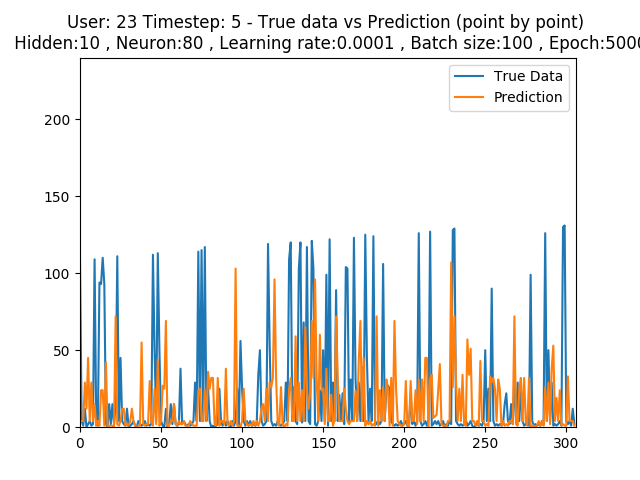 User: 23 Timestep: 5 - True data vs Prediction (point by point)
Hidden:10 , Neuron:80 , Learning rate:0.0001 , Batch size:100 , Epoch:5000
True Data
Prediction
200
150
100
50
0
0 50 100 150 200 250 300